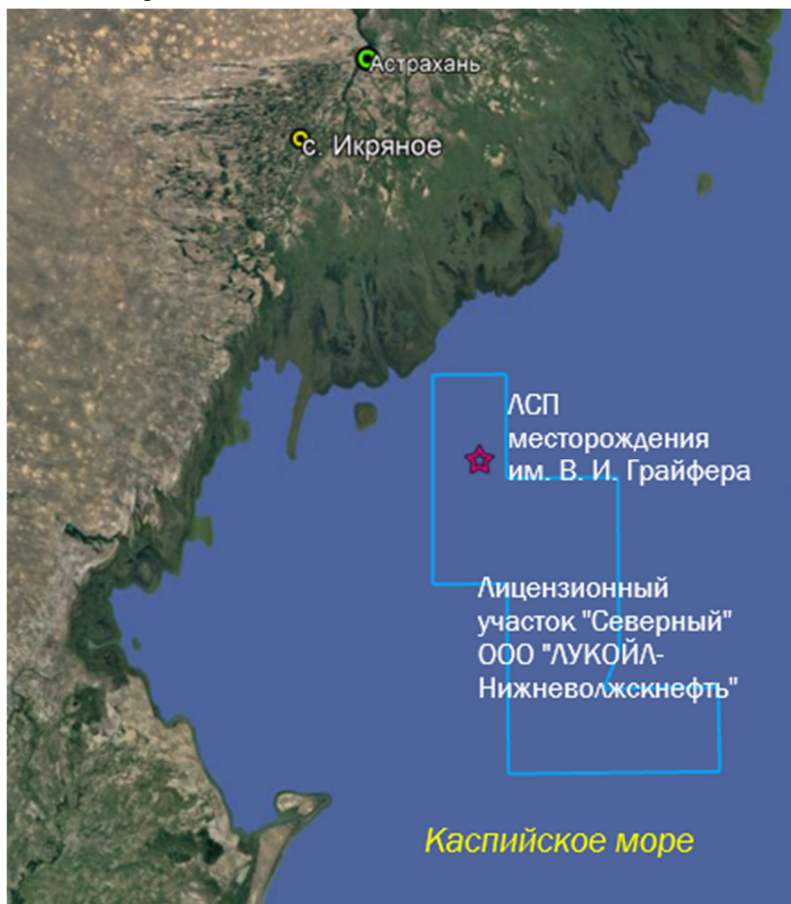 Астрахань
с. Икряное
ЛСП
месторождения
им. В. И. Грайфера
Лицензионный
участок "Северный"
ООО "ЛУКОЙЛ-
Нижневолжскнефть"
Каспийское море